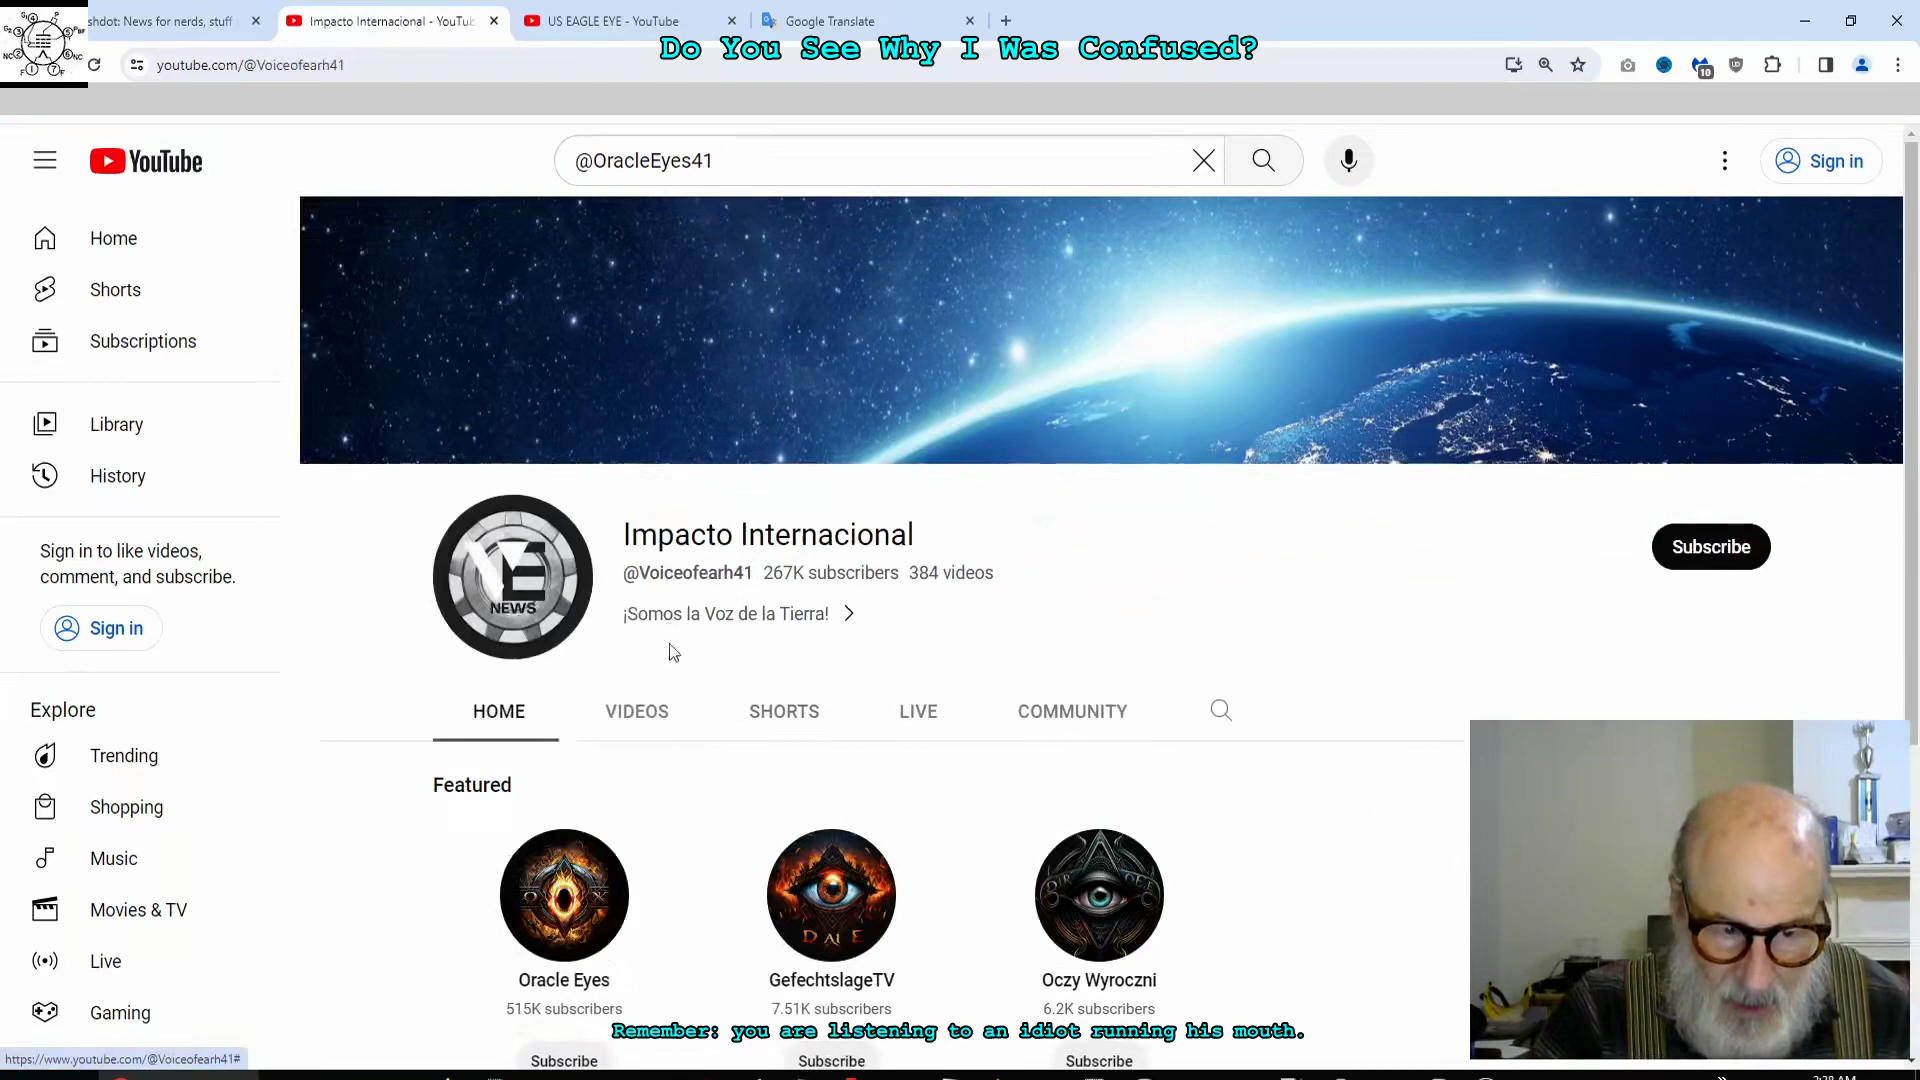 shdot: News for nerds, stuff
Impacto Internacional - YouTub
US EAGLE EYE - YouTube
Google Translate
Do You See Why I Was Confused?
youtube.com/@Voiceofearh41
10
YouTube
@OracleEyes41
Sign in
Home
Shorts
Subscriptions
Library
History
Sign in to like videos,
comment, and subscribe.
Sign in
Explore
Trending
Shopping
Music
Movies & TV
Live
Gaming
NEWS
Impacto Internacional
@Voiceofearh41 267K subscribers 384 videos
¡Somos la Voz de la Tierra!
Subscribe
HOME VIDEOS SHORTS LIVE COMMUNITY
Featured
Oracle Eyes
515K subscribers
Subscribe
GefechtslageTV
7.51K subscribers
Subscribe
Oczy Wyroczni
6.2K subscribers
Subscribe
Remember: you are listening to an idiot running his mouth.
https://www.youtube.com/@Voiceofearh41#